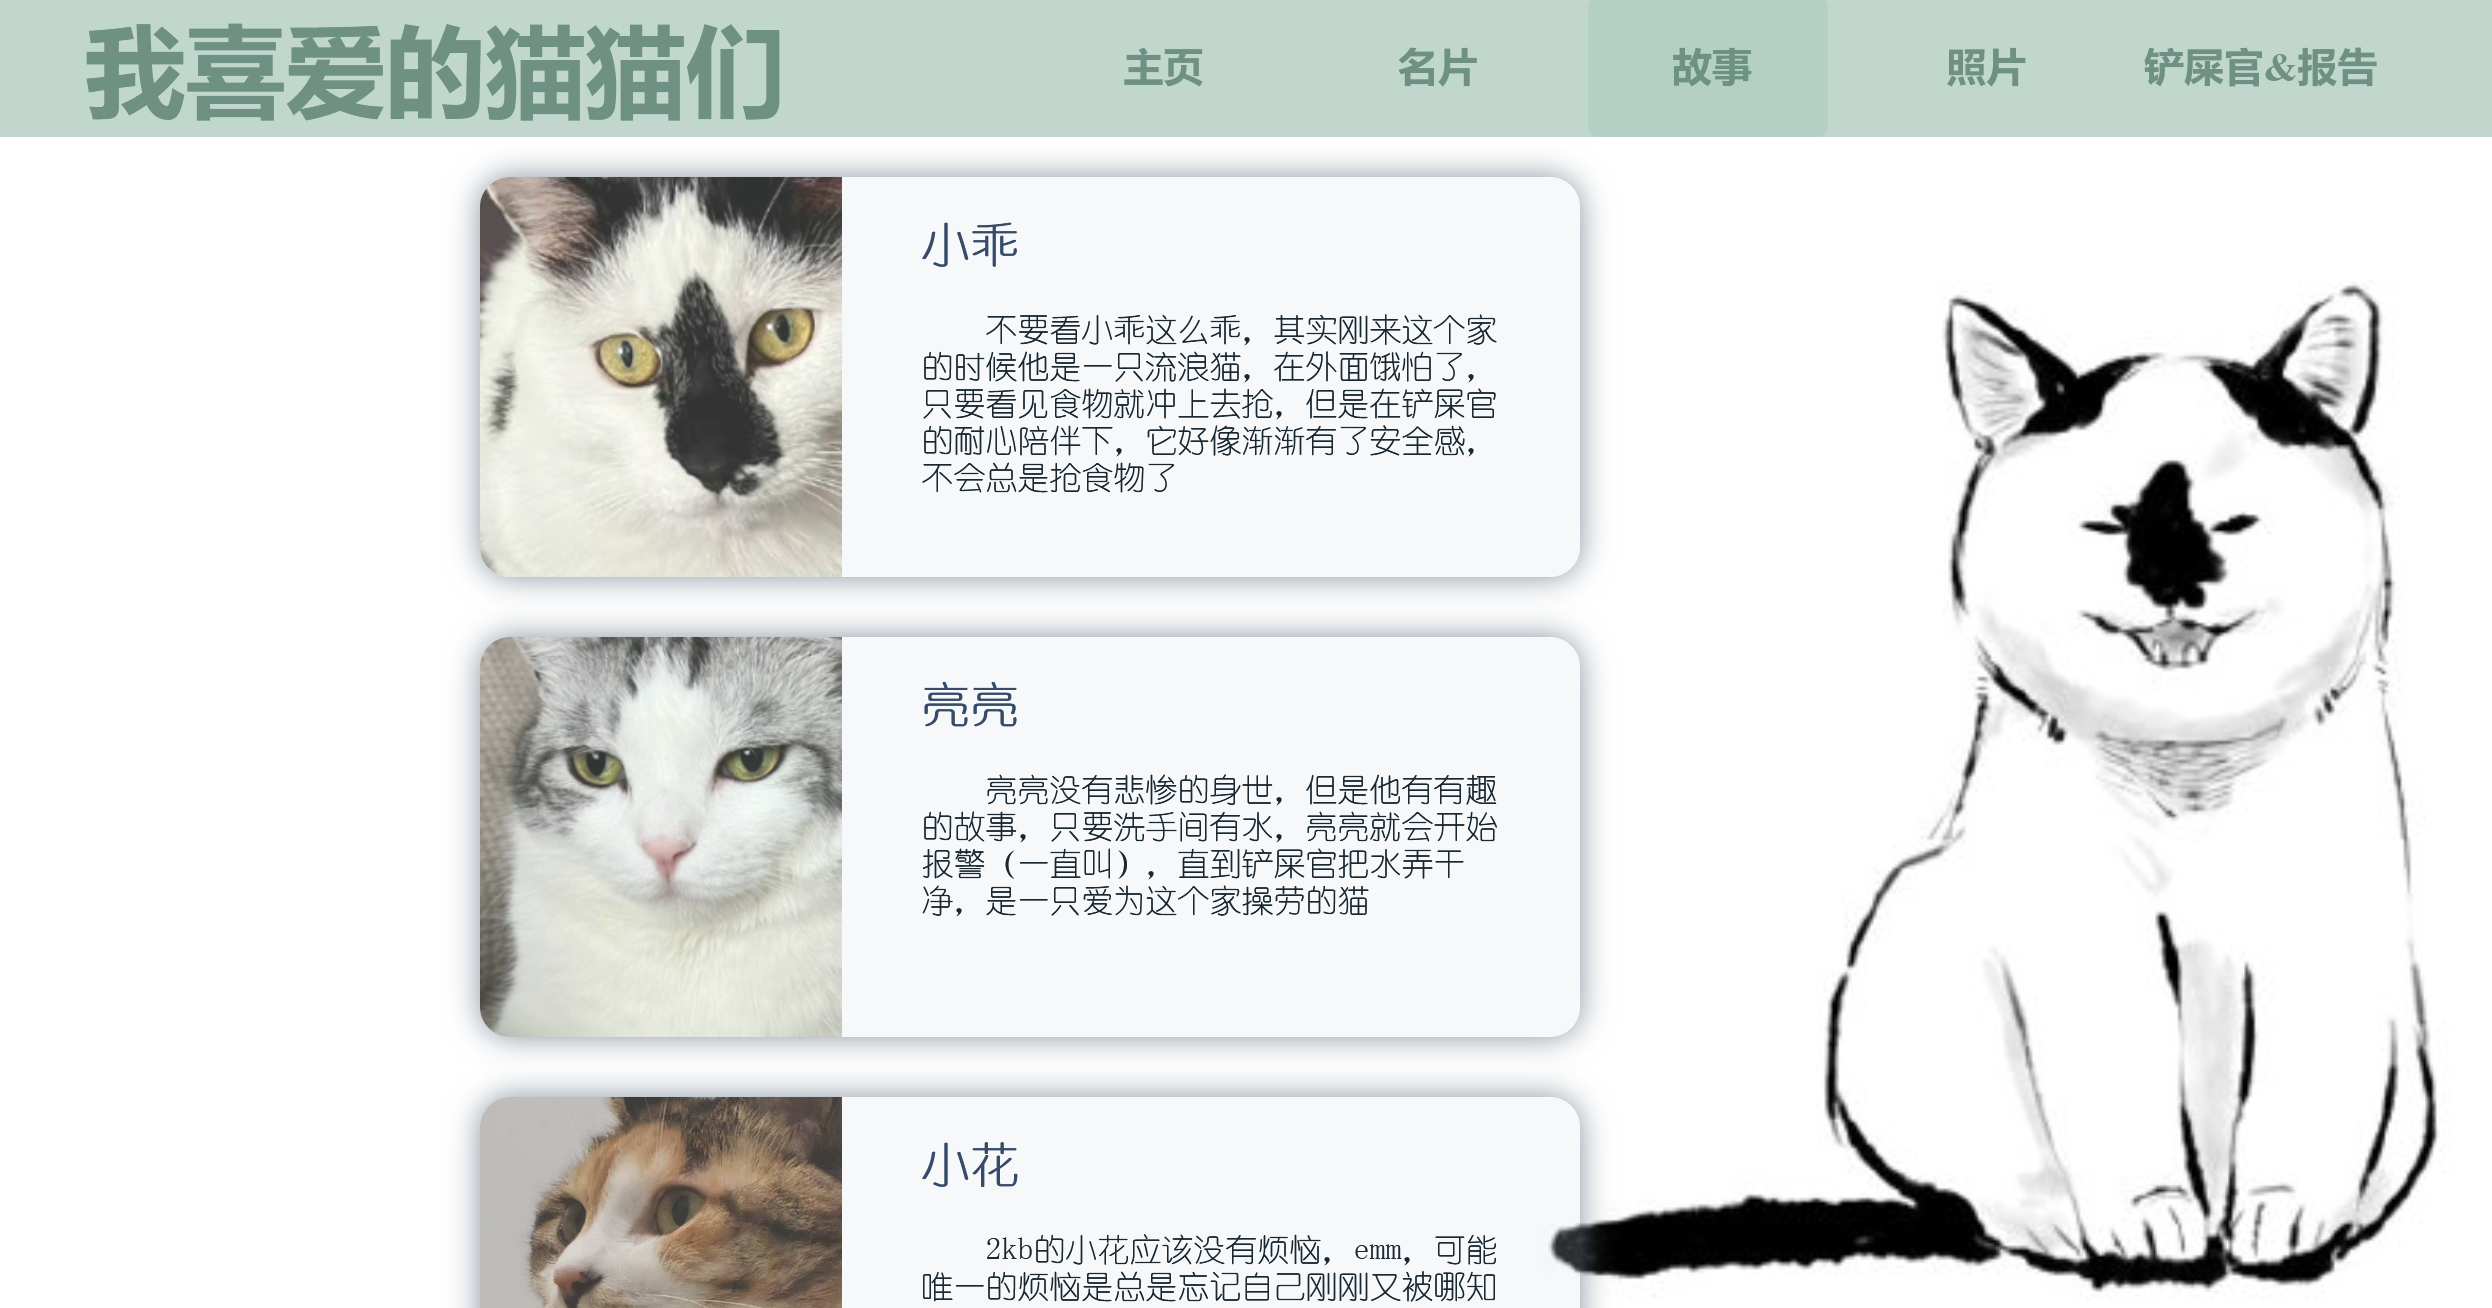 我喜爱的猫猫们
主页
名片
故事
照片
铲屎官&报告
小乖
不要看小乖这么乖，其实刚来这个家
的时候他是一只流浪猫，在外面饿怕了，
只要看见食物就冲上去抢，但是在铲屎官
的耐心陪伴下，它好像渐渐有了安全感，
不会总是抢食物了
亮亮
亮亮没有悲惨的身世，但是他有有趣
的故事，只要洗手间有水，亮亮就会开始
报警（一直叫），直到铲屎官把水弄干
净，是一只爱为这个家操劳的猫
小花
2kb的小花应该没有烦恼，emm，可能
唯一的烦恼是总是忘记自己刚刚又被哪知